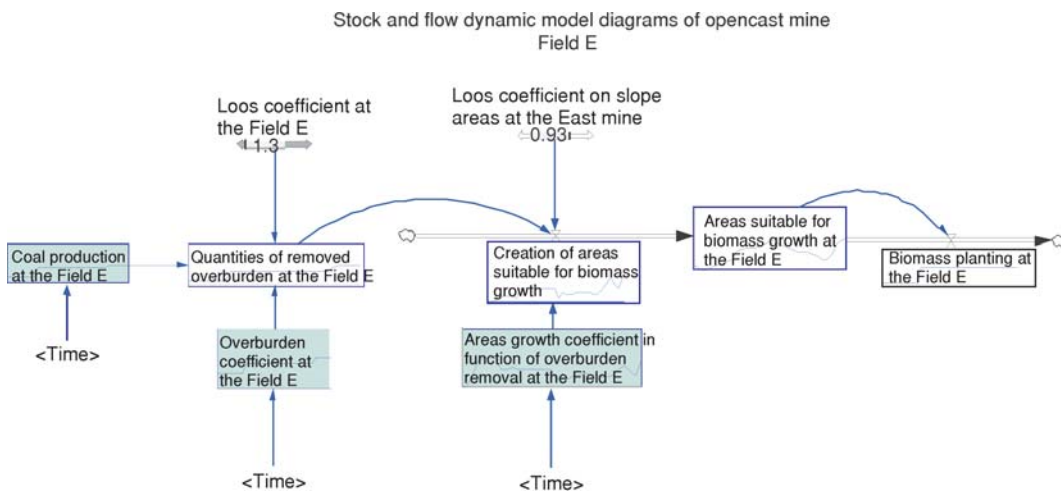 Stock and flow dynamic model diagrams of opencast mine
Field E
Loos coefficient at
the Field E
1.3
Loos coefficient on slope
areas at the East mine
0.93
Coal production
at the Field E
Quantities of removed
overburden at the Field E
Creation of areas
suitable for biomass
growth
Areas suitable for
biomass growth at
the Field E
Biomass planting at
the Field E
<Time>
Overburden
coefficient at
the Field E
Areas growth coefficient in
function of overburden
removal at the Field E
<Time>
<Time>